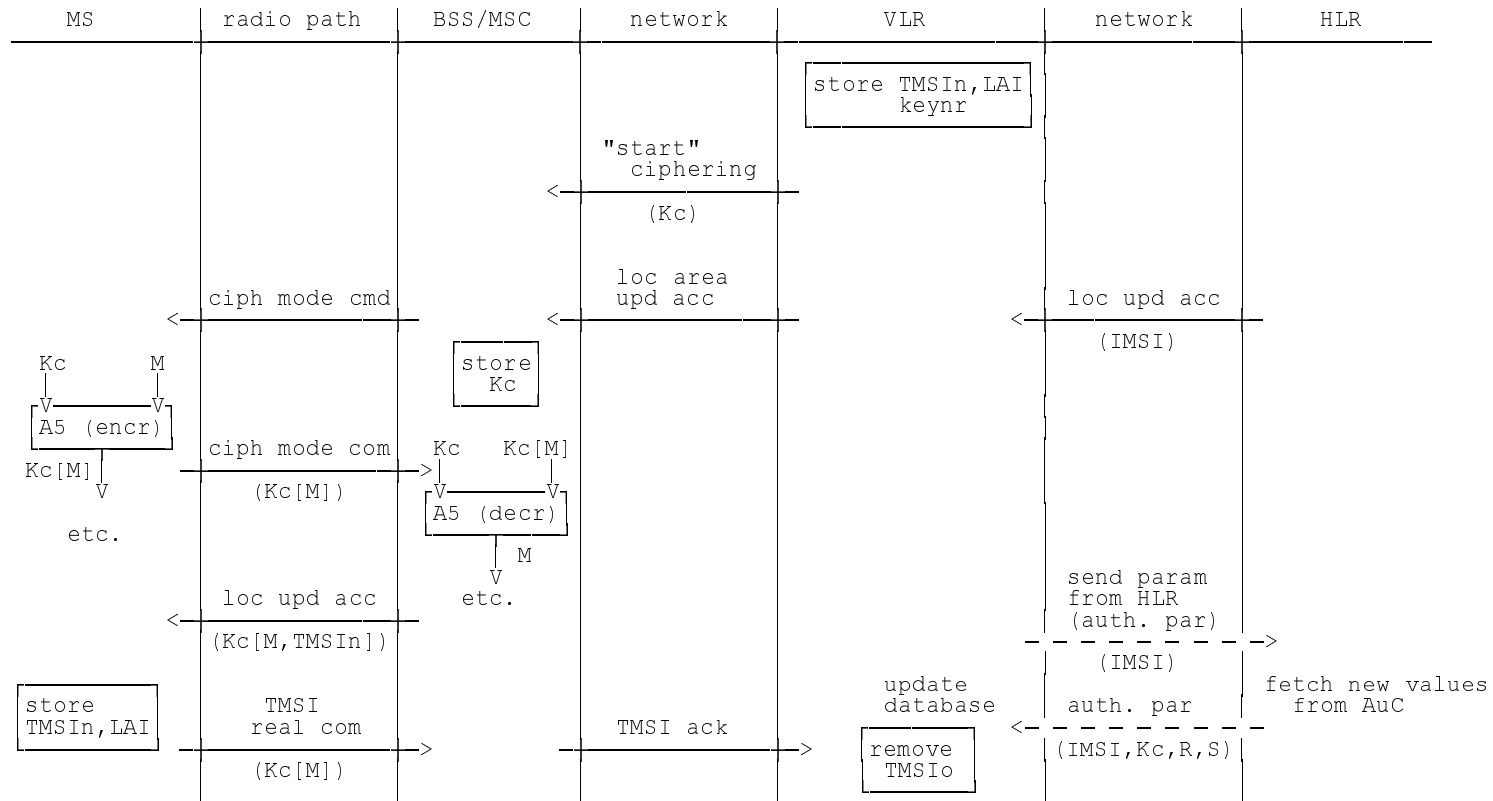 MS radio path BSS/MSC network VLR network HLR
store TMSIn,LAI
keynr
"start"
ciphering
(Kc)
loc area
ciph mode cmd upd acc loc upd acc
(IMSI)
store
Kc M Kc
V V
A5 (encr)
ciph mode com Kc Kc[M]
Kc[M]
V (Kc[M]) V V
A5 (decr)
etc.
M
V send param
loc upd acc etc. from HLR
(auth. par)
(Kc[M,TMSIn])
(IMSI)
update fetch new values
store TMSI database auth. par from AuC
TMSIn,LAI real com TMSI ack
remove (IMSI,Kc,R,S)
(Kc[M]) TMSIo